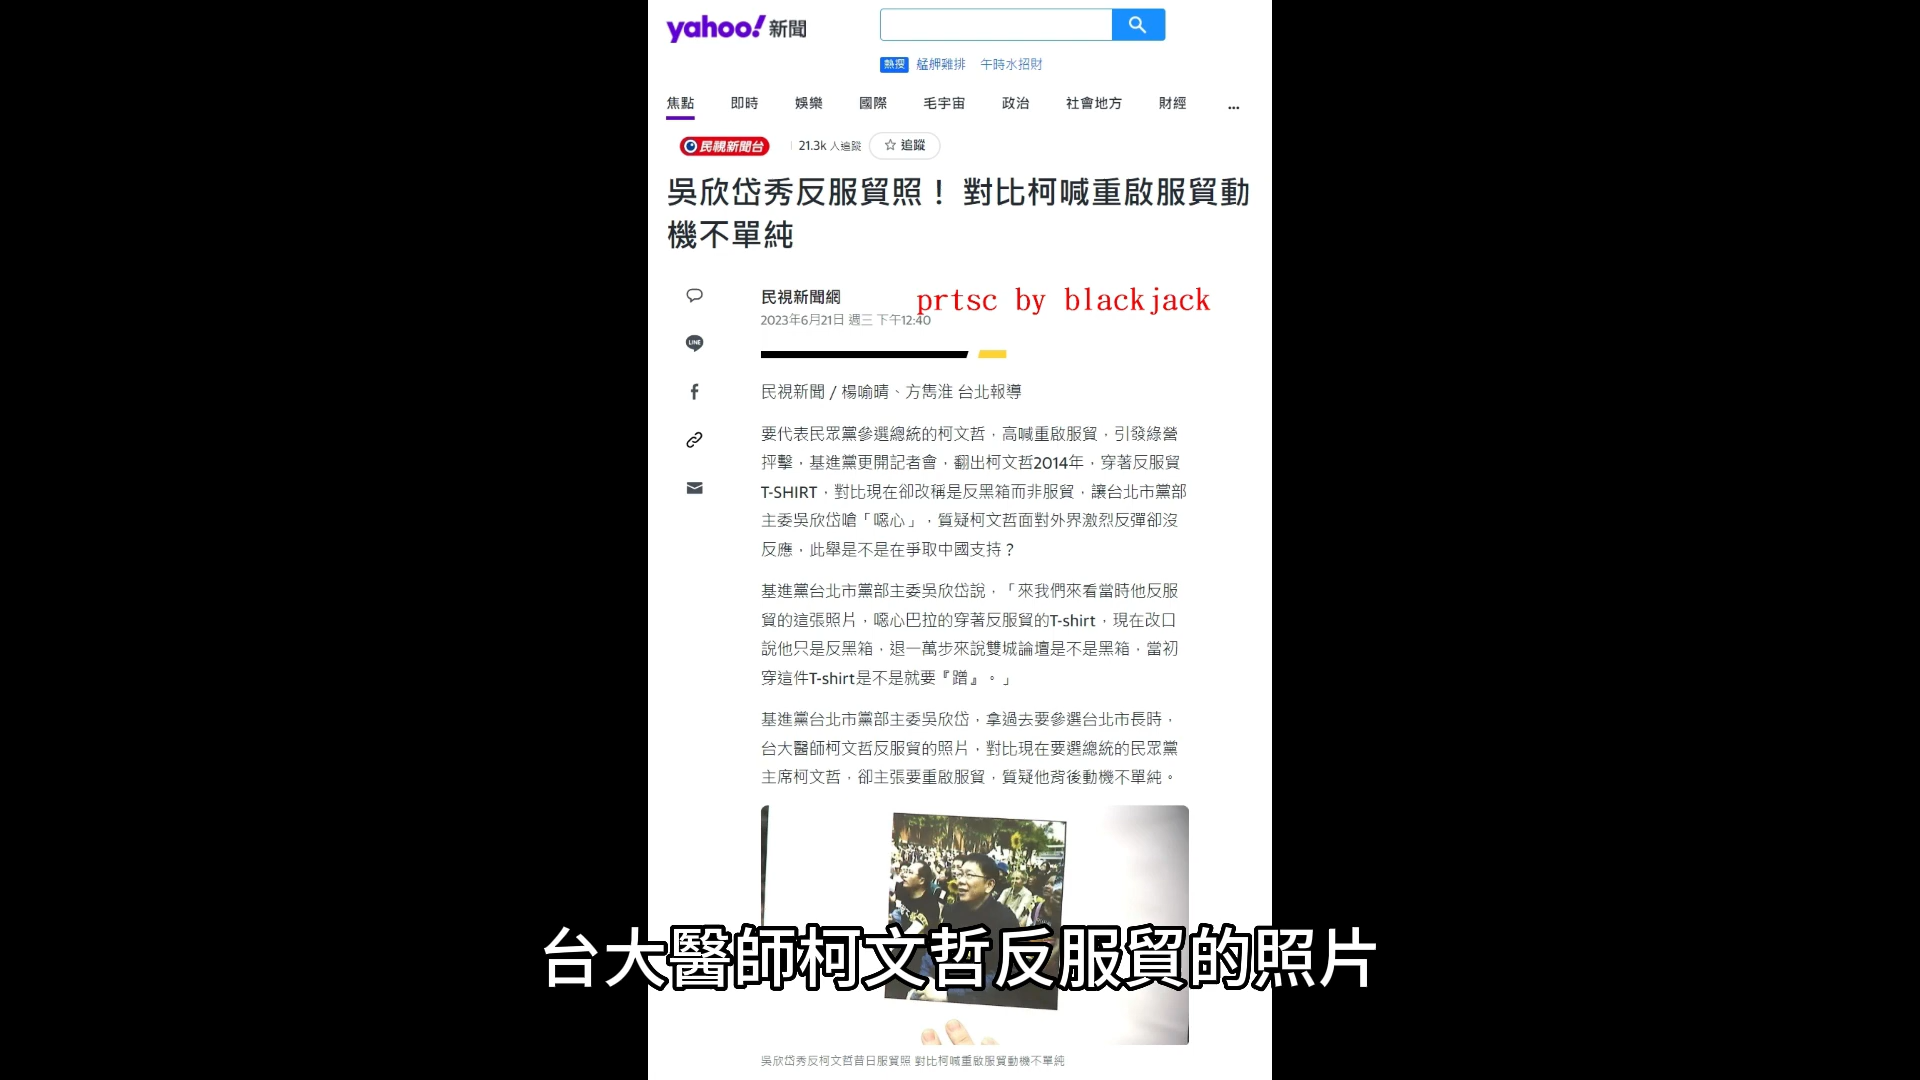 yahoo!新聞
熱搜 艋舺雞排 午時水招財
焦點 即時 娛樂 國際 毛宇宙 政治 社會地方 財經 ...
民視新聞台 21.3k 人追蹤 ☆ 追蹤
吳欣岱秀反服貿照！ 對比柯喊重啟服貿動
機不單純
民視新聞網
prtsc by blackjack
2023年6月21日 週三 下午12:40
LINE
民視新聞 / 楊喻晴、方雋淮 台北報導
要代表民眾黨參選總統的柯文哲，高喊重啟服貿，引發綠營
抨擊，基進黨更開記者會，翻出柯文哲2014年，穿著反服貿
T-SHIRT，對比現在卻改稱是反黑箱而非服貿，讓台北市黨部
主委吳欣岱嗆「噁心」，質疑柯文哲面對外界激烈反彈卻沒
反應，此舉是不是在爭取中國支持？
基進黨台北市黨部主委吳欣岱說，「來我們來看當時他反服
貿的這張照片，噁心巴拉的穿著反服貿的T-shirt，現在改口
說他只是反黑箱，退一萬步來說雙城論壇是不是黑箱，當初
穿這件T-shirt是不是就要『蹭』。」
基進黨台北市黨部主委吳欣岱，拿過去要參選台北市長時，
台大醫師柯文哲反服貿的照片，對比現在要選總統的民眾黨
主席柯文哲，卻主張要重啟服貿，質疑他背後動機不單純。
台大醫師柯文哲反服貿的照片
吳欣岱秀反柯文哲昔日服貿照 對比柯喊重啟服貿動機不單純